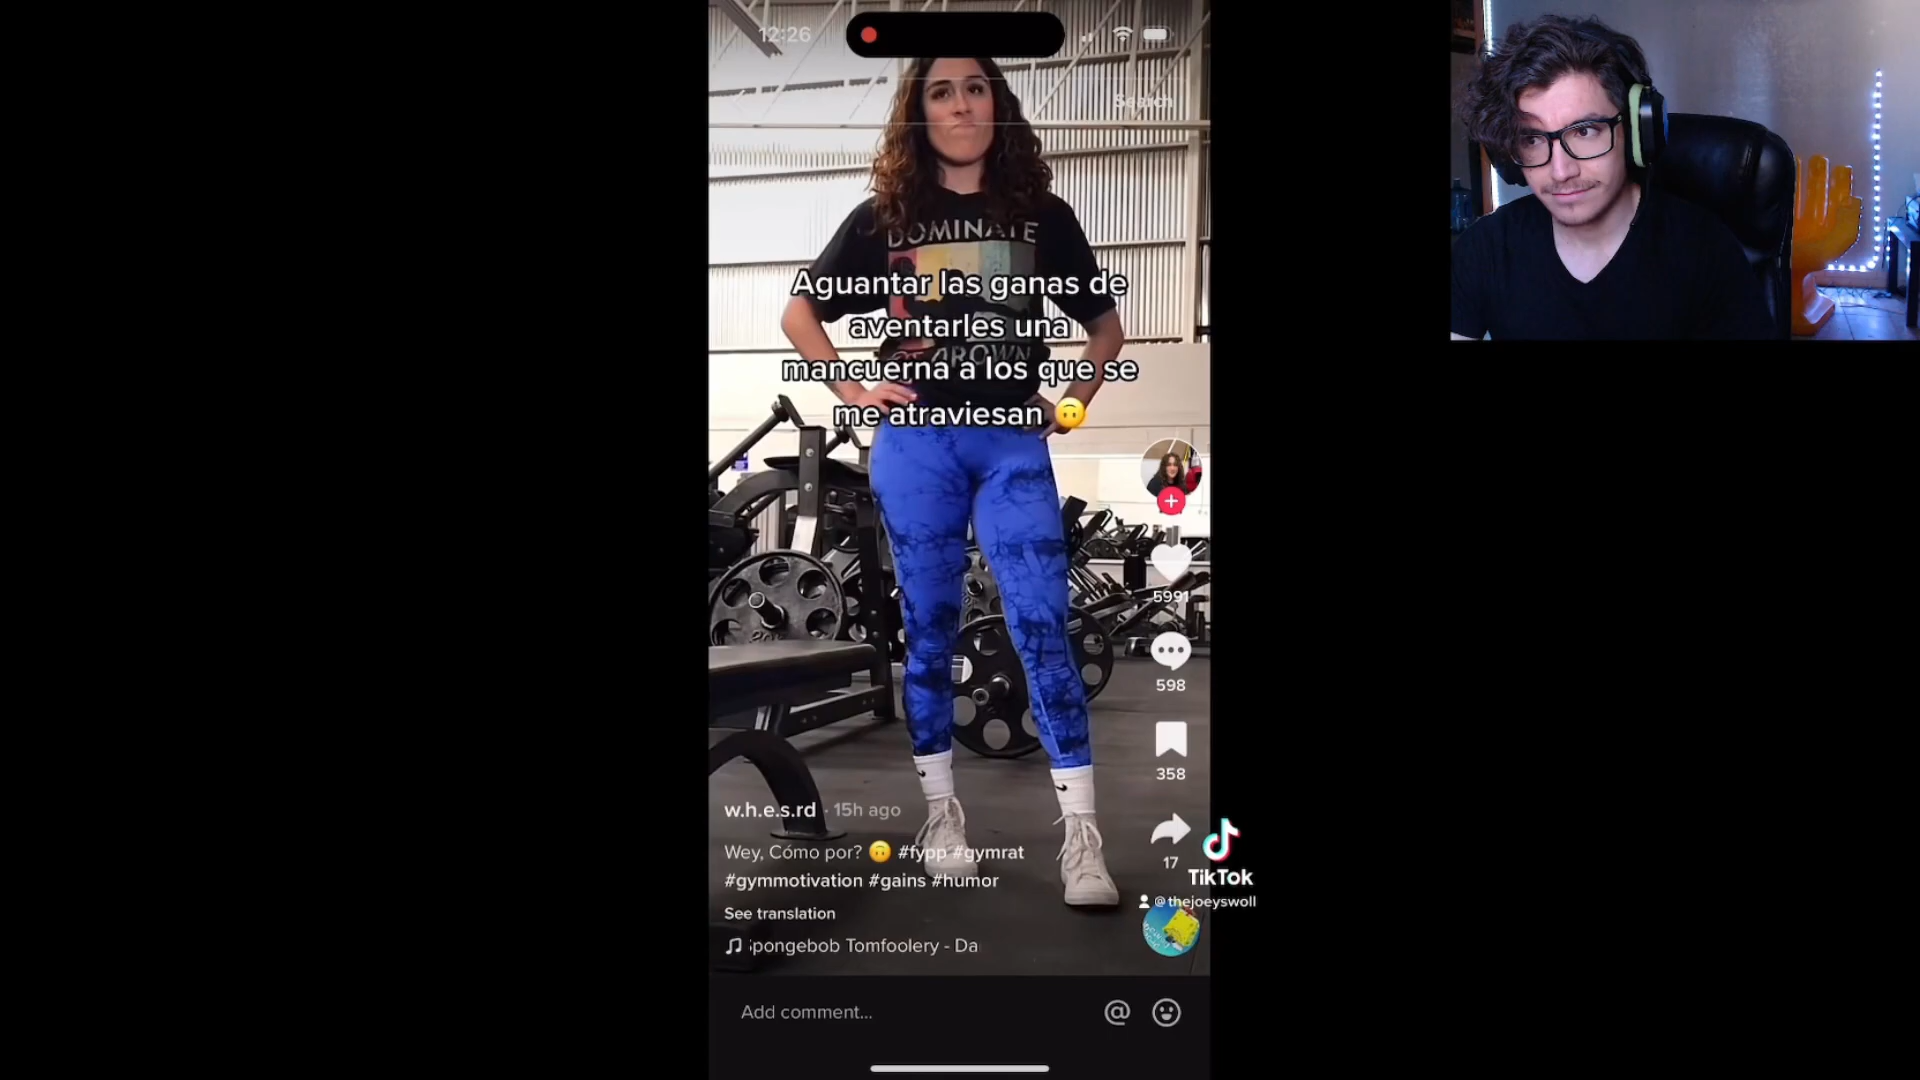 12:26
Search
DOMINATE
Aguantar las ganas de
aventarles una
mancuerna a los que se
me atraviesan 🙃
5991
598
358
17
w.h.e.s.rd · 15h ago
Wey, Cómo por? 🙃 #fypp #gymrat
#gymmotivation #gains #humor
See translation
pongebob Tomfoolery - Da
TikTok
@thejoeyswoll
Add comment...